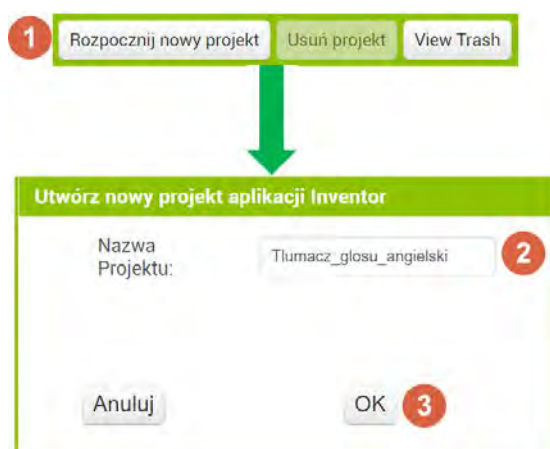 1 Rozpocznij nowy projekt Usuń projekt View Trash
Utwórz nowy projekt aplikacji Inventor
Nazwa
Projektu:
Tlumacz_glosu_angielski 2
Anuluj OK 3